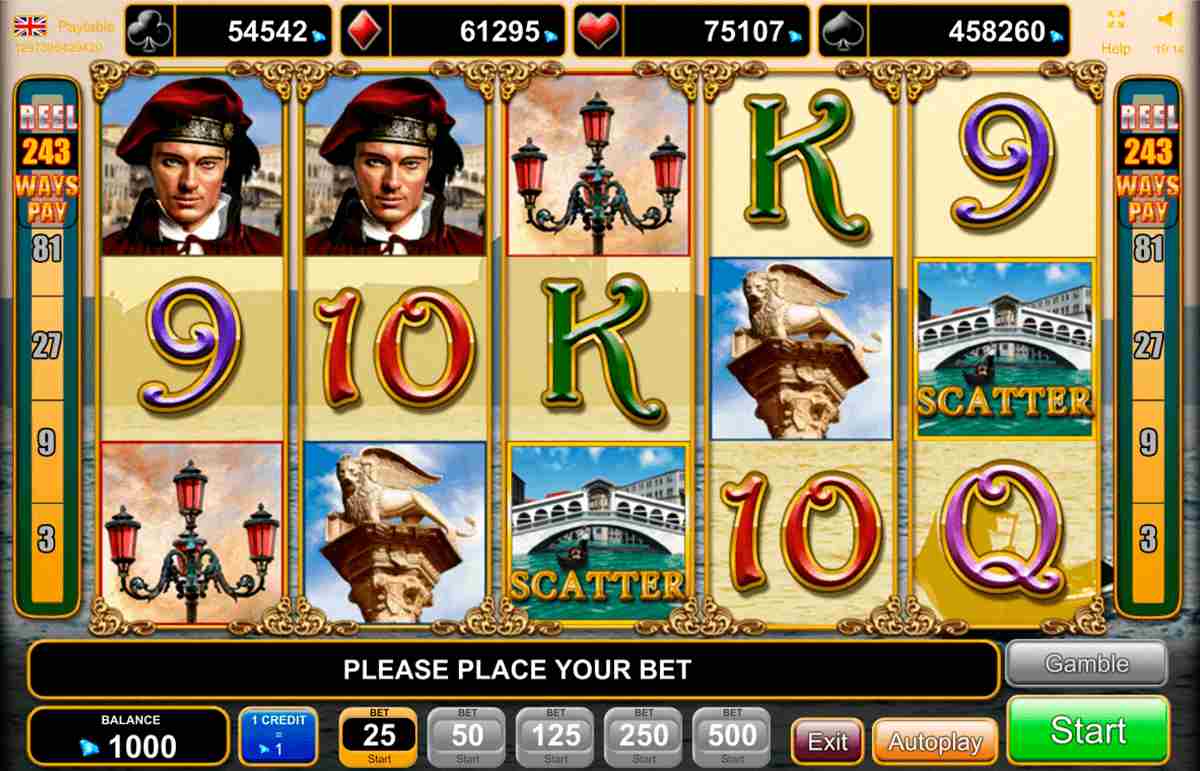 Paytable
54542
61295
75107
458260
Help
REEL
243
WAYS
PAY
81
27
9
3
K
9
9
10
K
SCATTER
SCATTER
10
Q
REEL
243
WAYS
PAY
81
27
9
3
PLEASE PLACE YOUR BET
Gamble
BALANCE
1000
1 CREDIT
=
1
BET
25
Start
BET
50
Start
BET
125
Start
BET
250
Start
BET
500
Start
Exit
Autoplay
Start